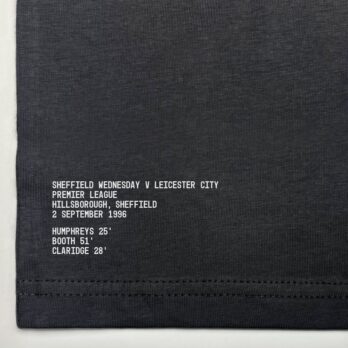 SHEFFIELD WEDNESDAY V LEICESTER CITY
PREMIER LEAGUE
HILLSBOROUGH, SHEFFIELD
2 SEPTEMBER 1996
HUMPHREYS 25'
BOOTH 51'
CLARIDGE 28'